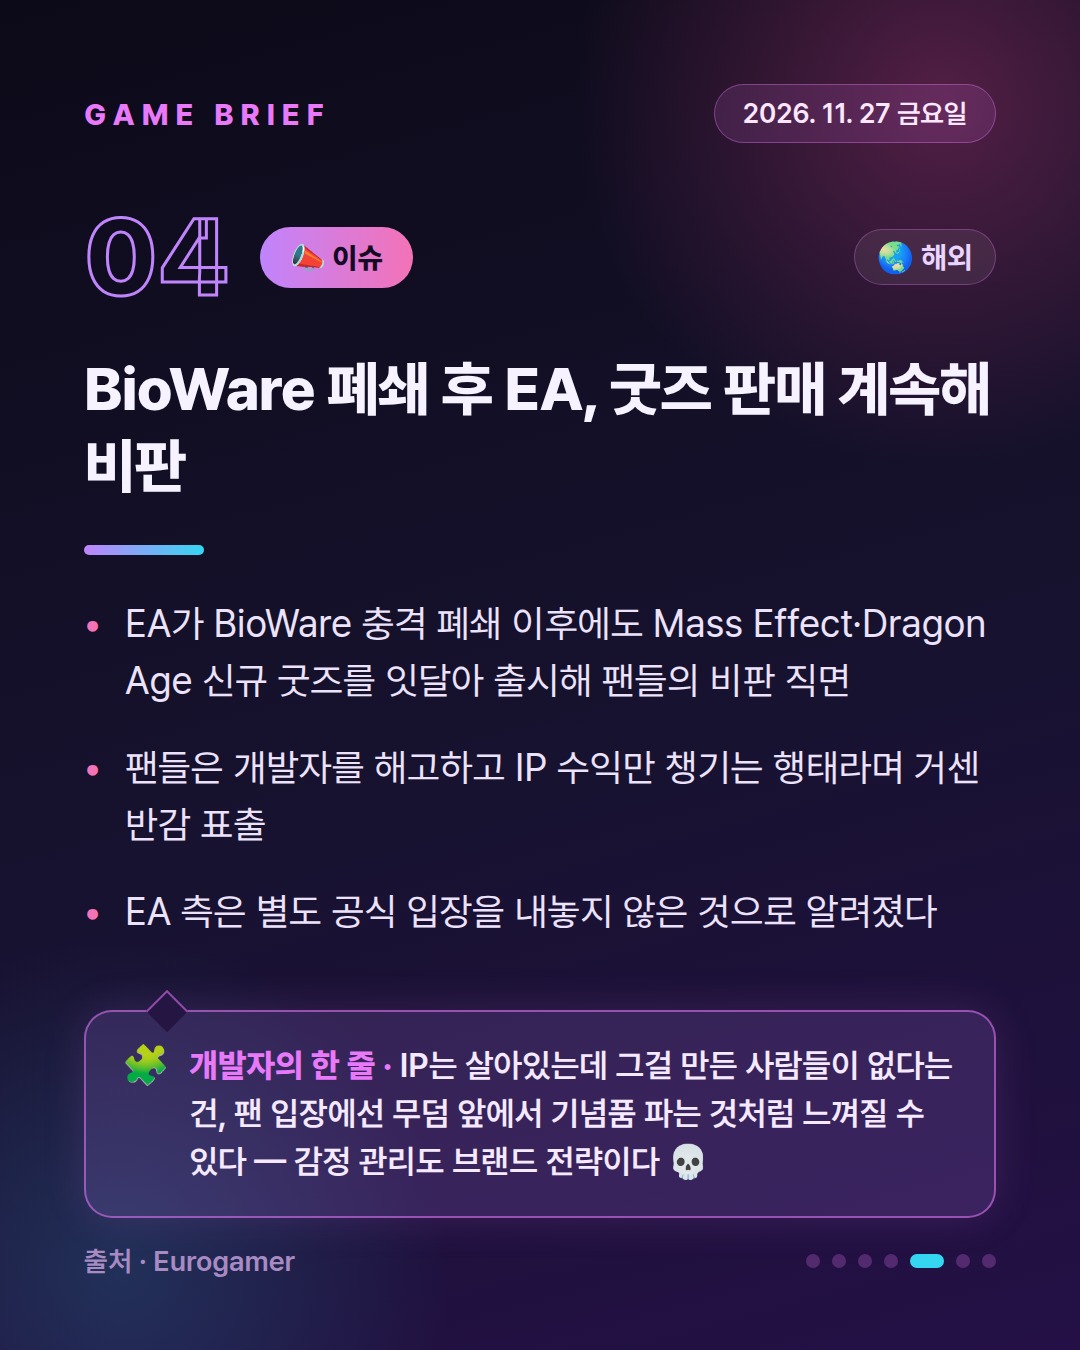 GAME BRIEF
2026. 11. 27 금요일
04
이슈
해외
BioWare 폐쇄 후 EA, 굿즈 판매 계속해
비판
• EA가 BioWare 충격 폐쇄 이후에도 Mass Effect·Dragon
Age 신규 굿즈를 잇달아 출시해 팬들의 비판 직면
• 팬들은 개발자를 해고하고 IP 수익만 챙기는 행태라며 거센
반감 표출
• EA 측은 별도 공식 입장을 내놓지 않은 것으로 알려졌다
개발자의 한 줄 · IP는 살아있는데 그걸 만든 사람들이 없다는
건, 팬 입장에선 무덤 앞에서 기념품 파는 것처럼 느껴질 수
있다 — 감정 관리도 브랜드 전략이다 💀
출처 · Eurogamer